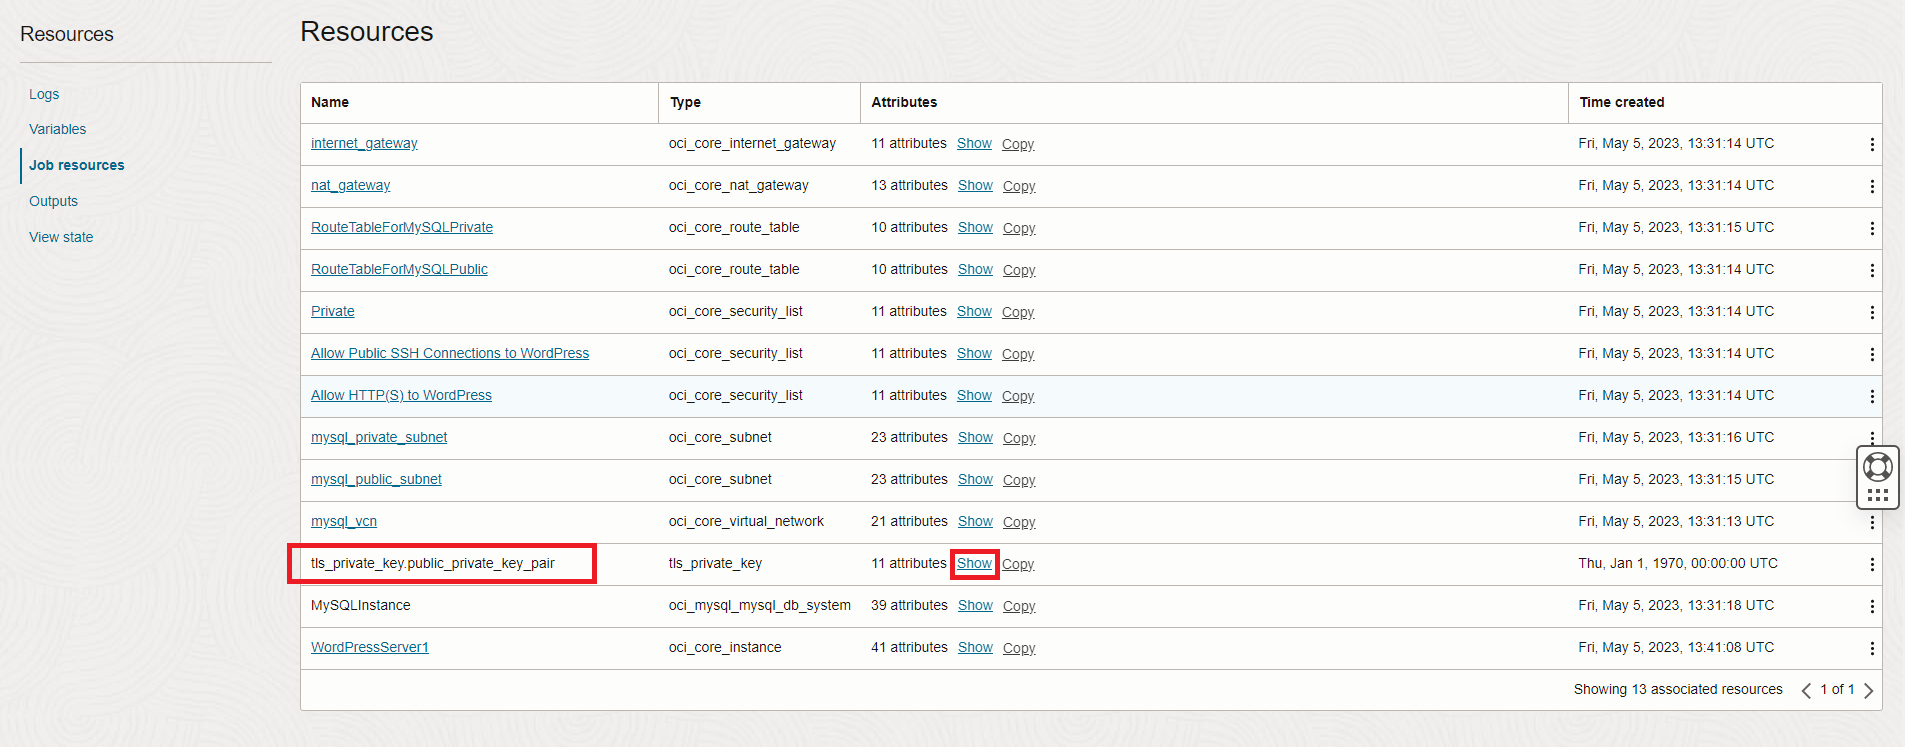 Resources
Logs
Variables
Job resources
Outputs
View state
Resources
Name Type Attributes Time created
internet_gateway oci_core_internet_gateway 11 attributes Show Copy Fri, May 5, 2023, 13:31:14 UTC
nat_gateway oci_core_nat_gateway 13 attributes Show Copy Fri, May 5, 2023, 13:31:14 UTC
RouteTableForMySQLPrivate oci_core_route_table 10 attributes Show Copy Fri, May 5, 2023, 13:31:15 UTC
RouteTableForMySQLPublic oci_core_route_table 10 attributes Show Copy Fri, May 5, 2023, 13:31:14 UTC
Private oci_core_security_list 11 attributes Show Copy Fri, May 5, 2023, 13:31:14 UTC
Allow Public SSH Connections to WordPress oci_core_security_list 11 attributes Show Copy Fri, May 5, 2023, 13:31:14 UTC
Allow HTTP(S) to WordPress oci_core_security_list 11 attributes Show Copy Fri, May 5, 2023, 13:31:14 UTC
mysql_private_subnet oci_core_subnet 23 attributes Show Copy Fri, May 5, 2023, 13:31:16 UTC
mysql_public_subnet oci_core_subnet 23 attributes Show Copy Fri, May 5, 2023, 13:31:15 UTC
mysql_vcn oci_core_virtual_network 21 attributes Show Copy Fri, May 5, 2023, 13:31:13 UTC
tls_private_key.public_private_key_pair tls_private_key 11 attributes Show Copy Thu, Jan 1, 1970, 00:00:00 UTC
MySQLInstance oci_mysql_mysql_db_system 39 attributes Show Copy Fri, May 5, 2023, 13:31:18 UTC
WordPressServer1 oci_core_instance 41 attributes Show Copy Fri, May 5, 2023, 13:41:08 UTC
Showing 13 associated resources 1 of 1